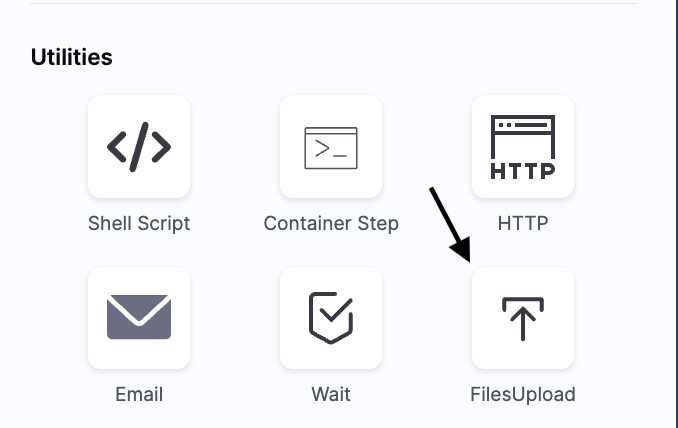 Utilities
</>
>_
HTTP
Shell Script
Container Step
HTTP
Email
Wait
FilesUpload